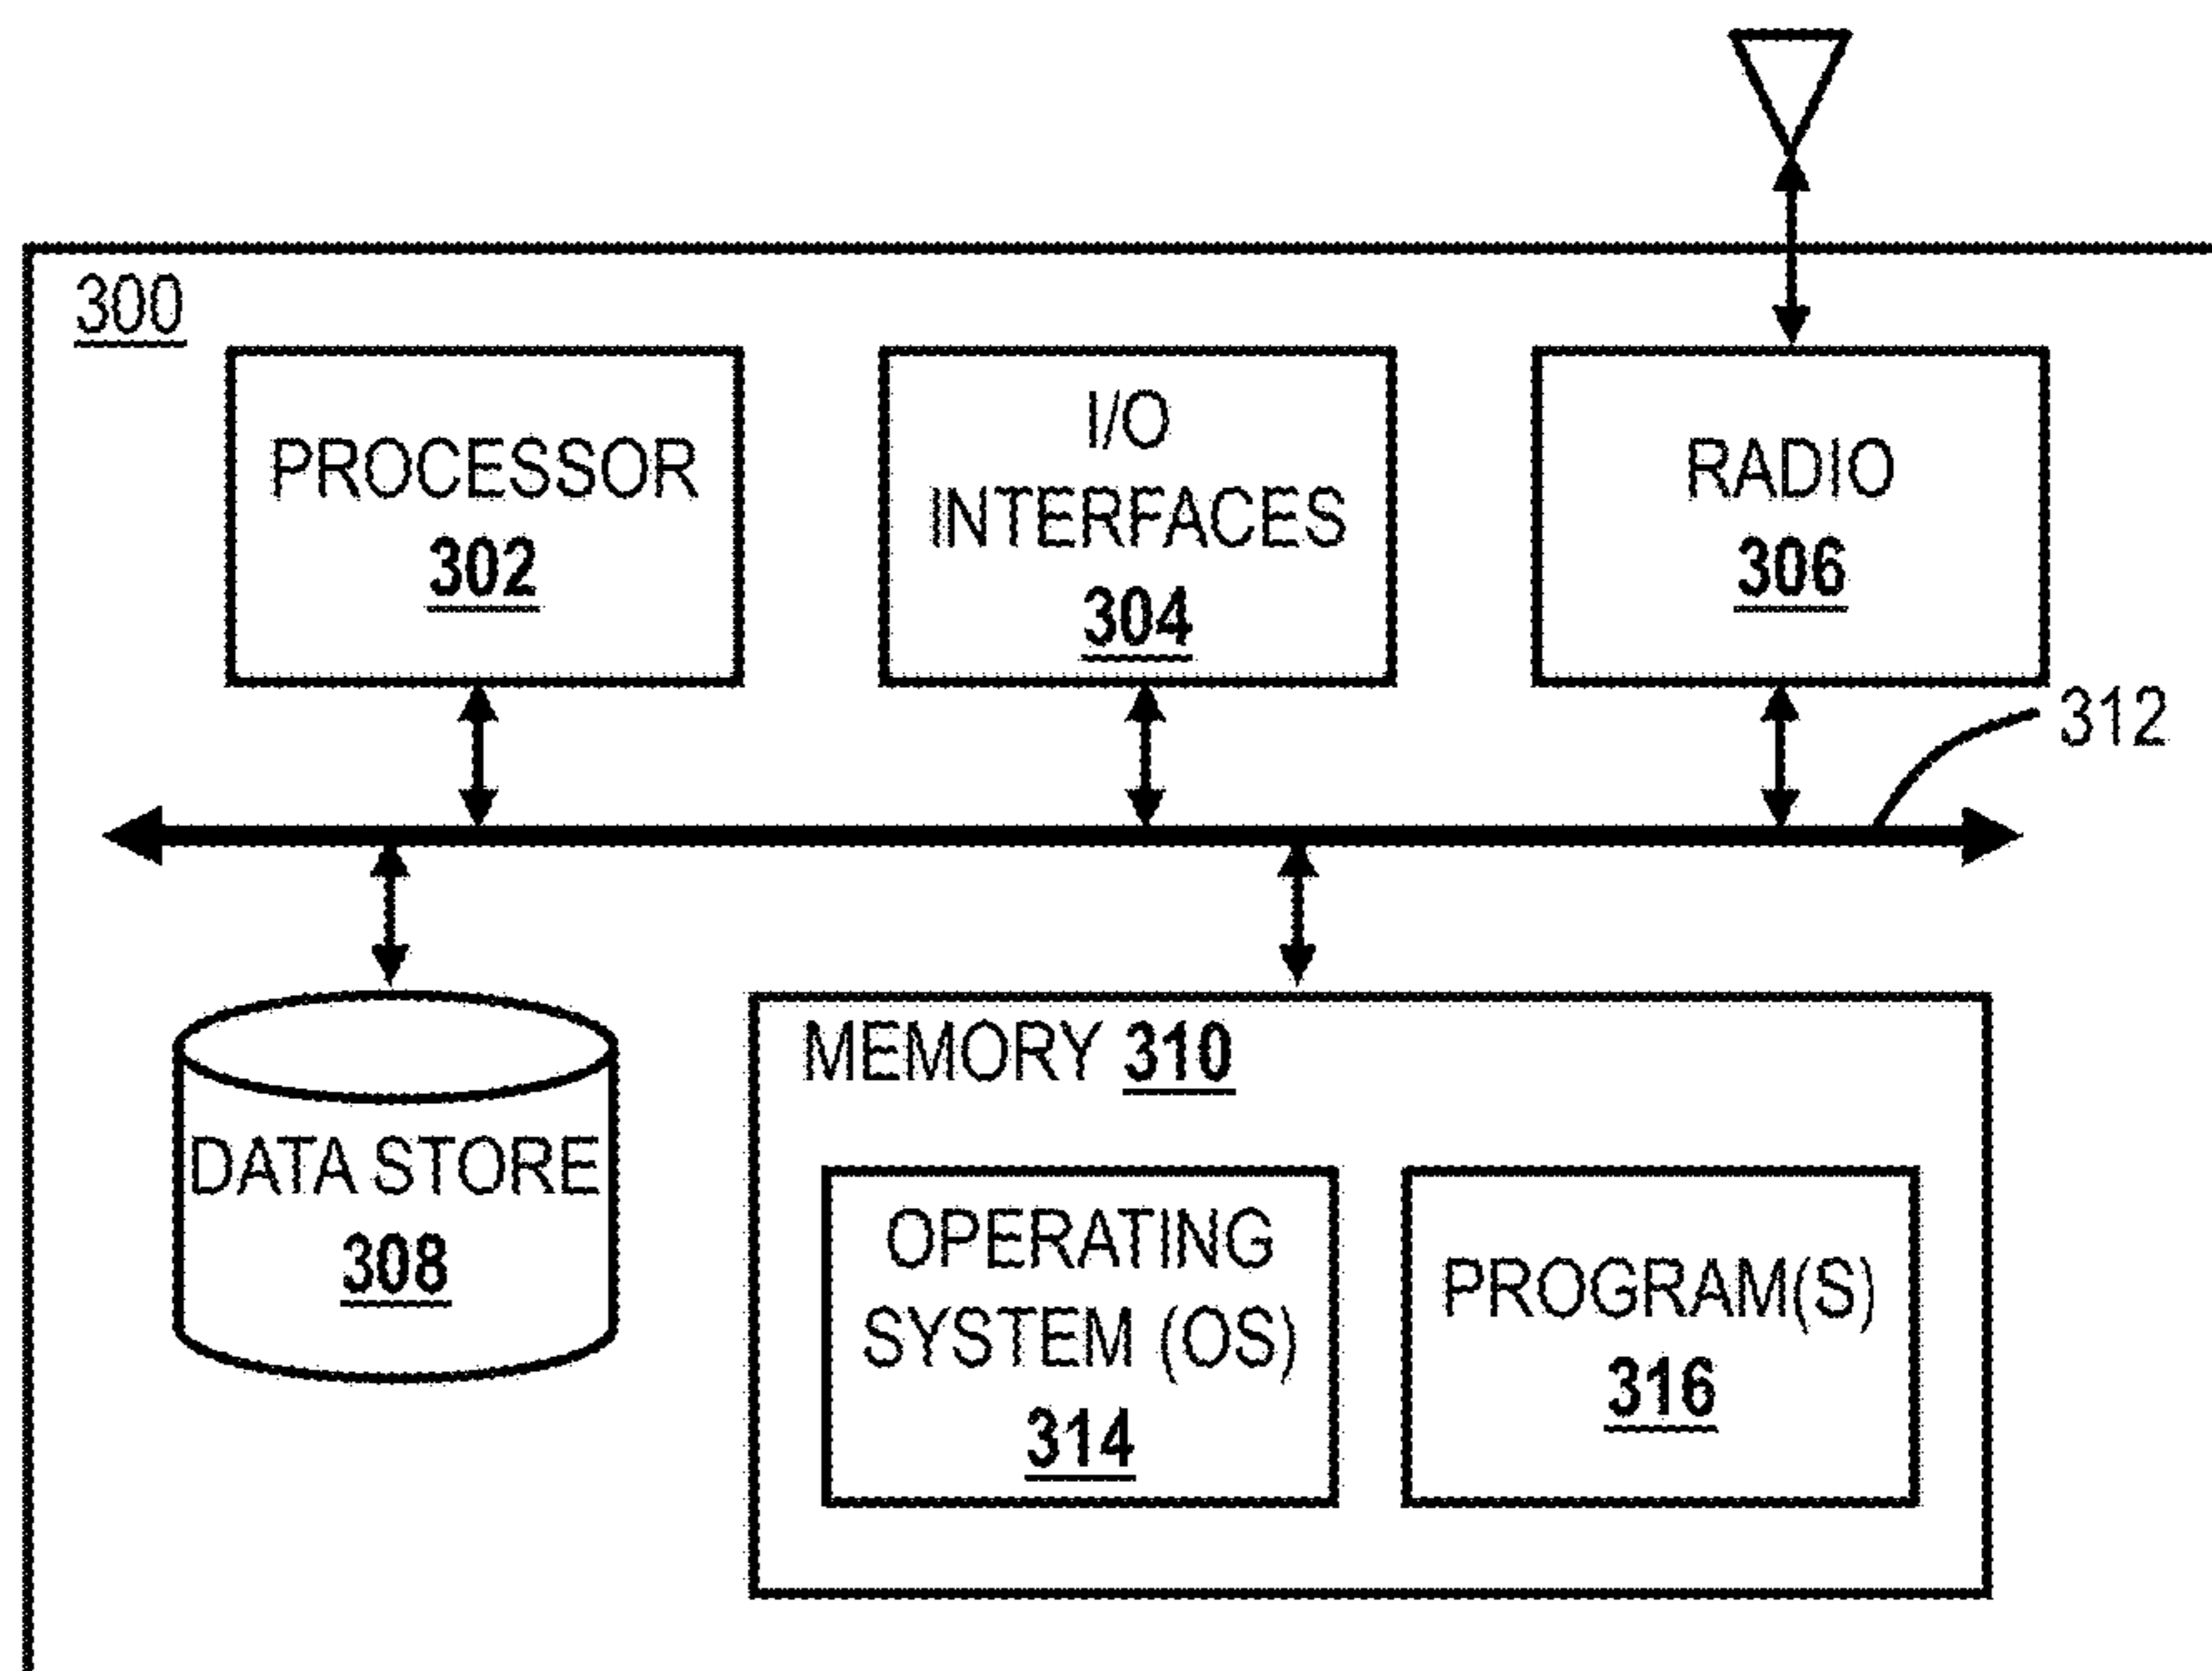 300
PROCESSOR
302
I/O
INTERFACES
304
RADIO
306
312
DATA STORE
308
MEMORY 310
OPERATING
SYSTEM (OS)
314
PROGRAM(S)
316